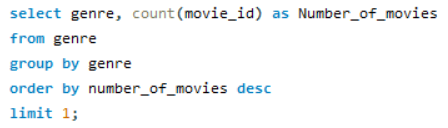 select genre, count(movie_id) as Number_of_movies
from genre
group by genre
order by number_of_movies desc
limit 1;